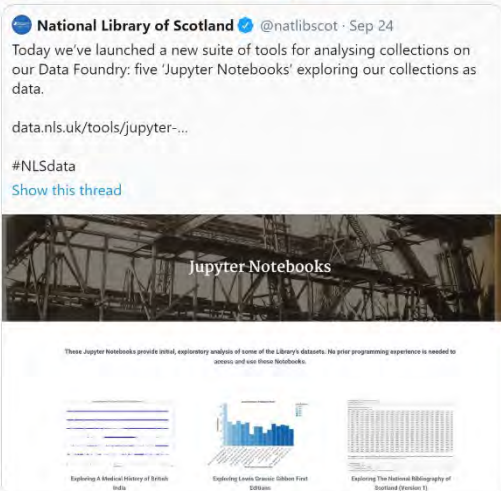 National Library of Scotland @natlibscot · Sep 24
Today we've launched a new suite of tools for analysing collections on
our Data Foundry: five 'Jupyter Notebooks' exploring our collections as
data.
data.nls.uk/tools/jupyter-...
#NLSdata
Show this thread
Jupyter Notebooks
These Jupyter Notebooks provide initial, exploratory analysis of some of the Library's datasets. No prior programming experience is needed to
access and use these Notebooks.
Exploring A Medical History of British
India
Exploring Lewis Grassic Gibbon First
Editions
Exploring The National Bibliography of
Scotland (Version 1)